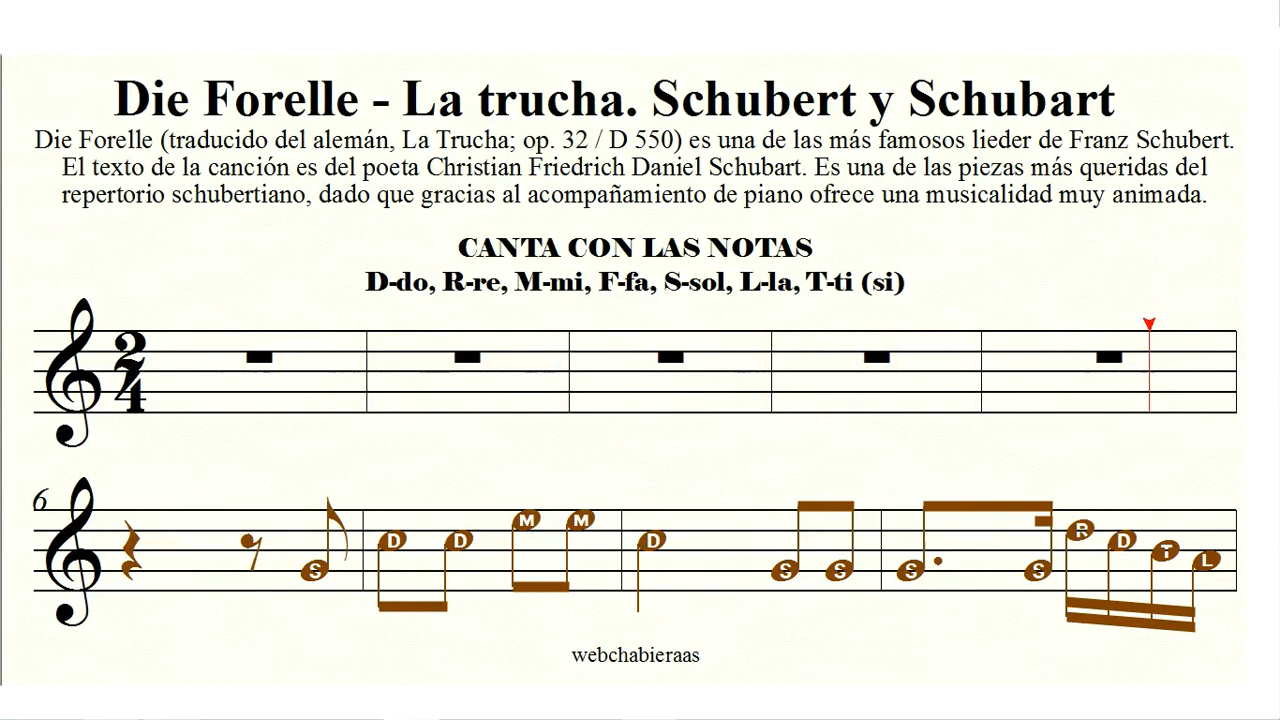 Die Forelle - La trucha. Schubert y Schubart
Die Forelle (traducido del alemán, La Trucha; op. 32 / D 550) es una de las más famosos lieder de Franz Schubert.
El texto de la canción es del poeta Christian Friedrich Daniel Schubart. Es una de las piezas más queridas del
repertorio schubertiano, dado que gracias al acompañamiento de piano ofrece una musicalidad muy animada.
CANTA CON LAS NOTAS
D-do, R-re, M-mi, F-fa, S-sol, L-la, T-ti (si)
2
4
6
S D D M M D S S S S R D T L
webchabieraas